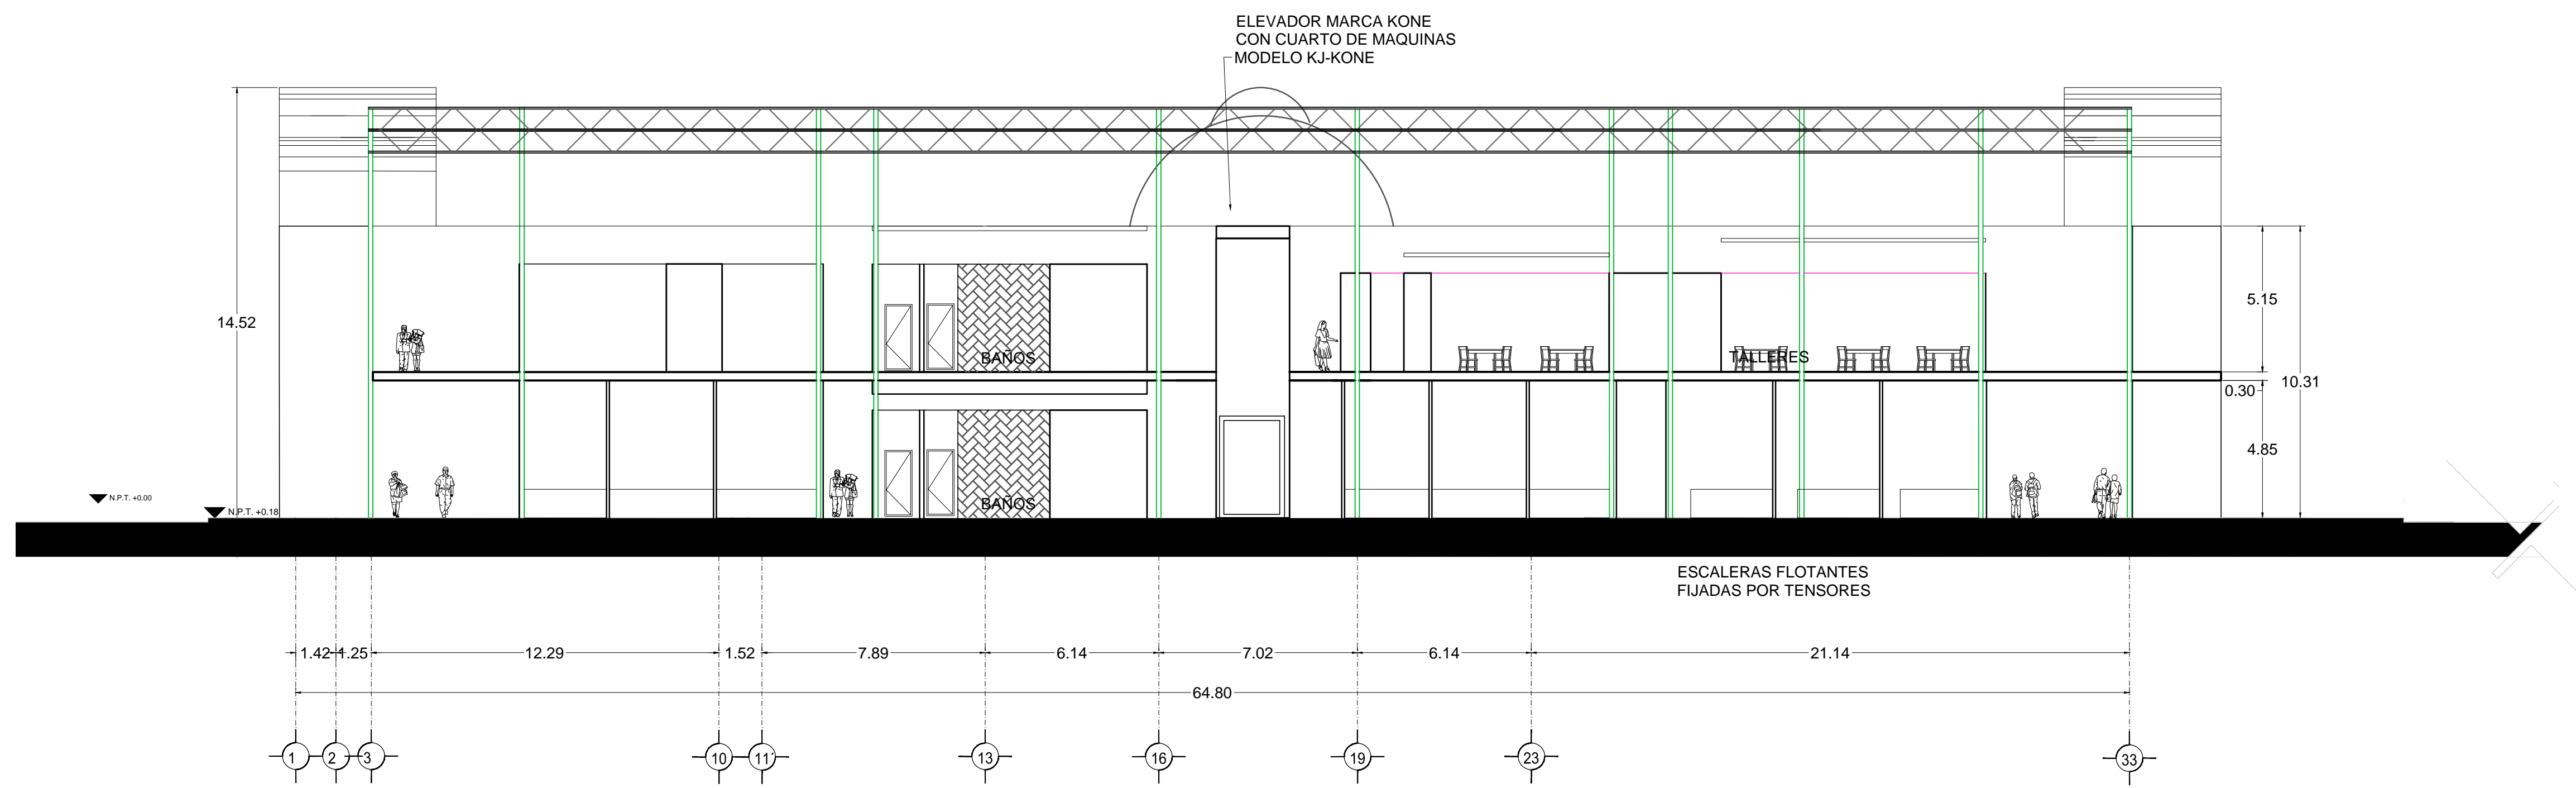 ELEVADOR MARCA KONE
CON CUARTO DE MAQUINAS
MODELO KJ-KONE
14.52
5.15
10.31
0.30
4.85
BAÑOS
TALLERES
BAÑOS
N.P.T. +0.00
N.P.T. +0.18
ESCALERAS FLOTANTES
FIJADAS POR TENSORES
1.42 1.25 12.29 1.52 7.89 6.14 7.02 6.14 21.14
64.80
1 2 3 10 11' 13 16 19 23 33